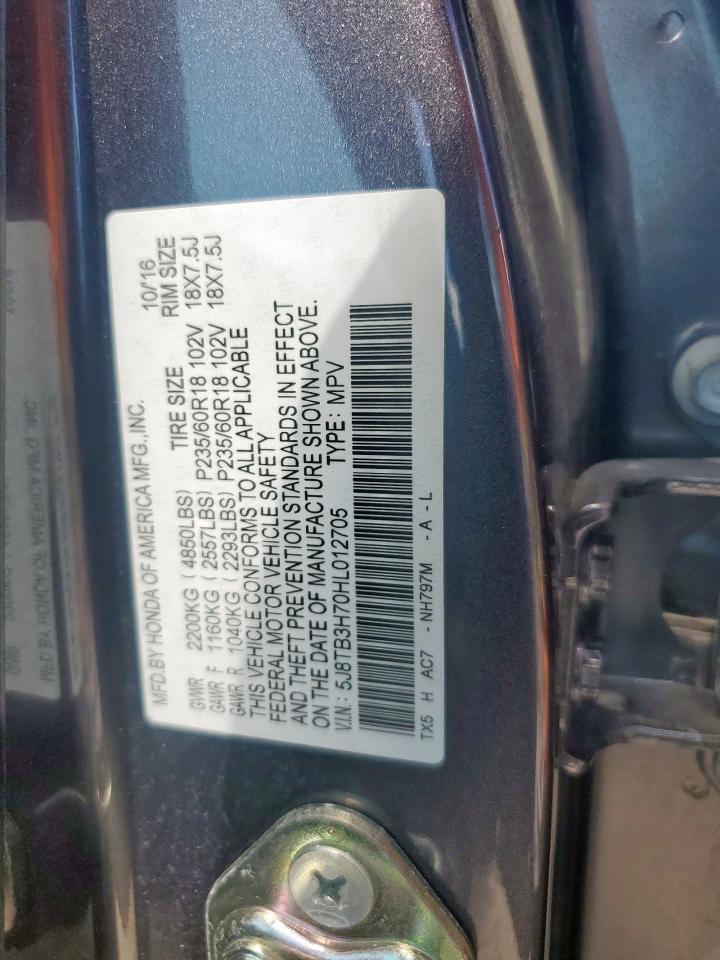 MFD.BY HONDA OF AMERICA MFG.,INC. 10/'16
TIRE SIZE RIM SIZE
GVWR 2200KG ( 4850LBS)
GAWR F 1160KG ( 2557LBS) P235/60R18 102V 18X7.5J
GAWR R 1040KG ( 2293LBS) P235/60R18 102V 18X7.5J
THIS VEHICLE CONFORMS TO ALL APPLICABLE
FEDERAL MOTOR VEHICLE SAFETY
AND THEFT PREVENTION STANDARDS IN EFFECT
ON THE DATE OF MANUFACTURE SHOWN ABOVE.
V.I.N.: 5J8TB3H70HL012705 TYPE: MPV
TX5 H AC7 - NH797M - A - L